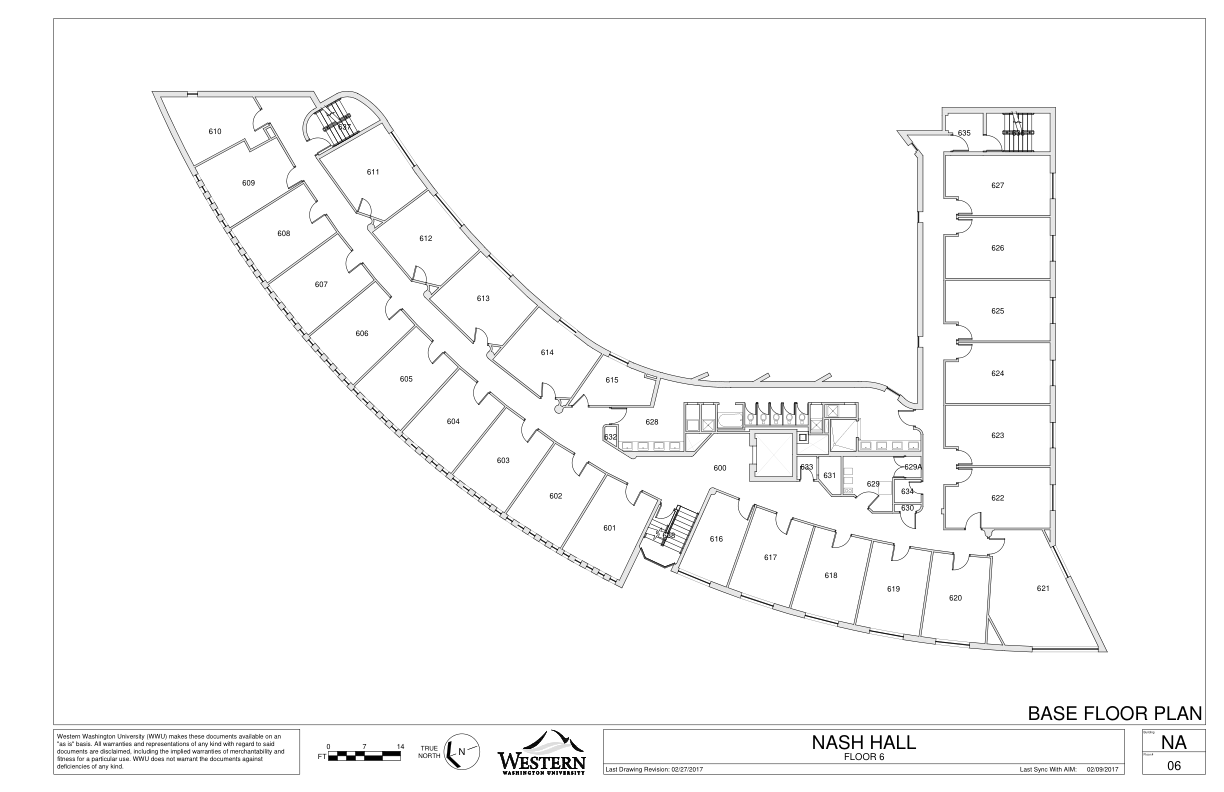 637
610
635
611
609
627
612
608
626
607
613
625
606
614
624
605
615
604
628
623
632
603
600
633
631
629
629A
634
602
622
630
601
638
616
617
618
619
620
621
BASE FLOOR PLAN
Western Washington University (WWU) makes these documents available on an
"as is" basis. All warranties and representations of any kind with regard to said
documents are disclaimed, including the implied warranties of merchantability and
fitness for a particular use. WWU does not warrant the documents against
deficiencies of any kind.
FT
0 7 14
TRUE
NORTH
N
WESTERN
WASHINGTON UNIVERSITY
NASH HALL
FLOOR 6
Last Drawing Revision: 02/27/2017
Last Sync With AIM: 02/09/2017
Building
NA
Floor#
06